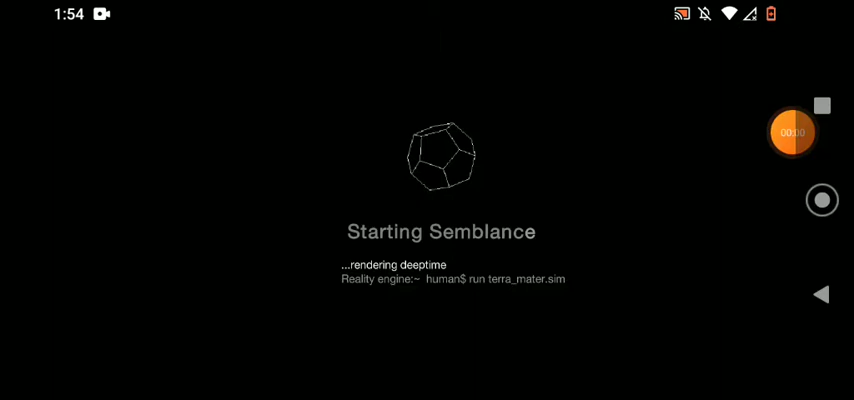 1:54
00:00
Starting Semblance
...rendering deeptime
Reality engine:~ human$ run terra_mater.sim